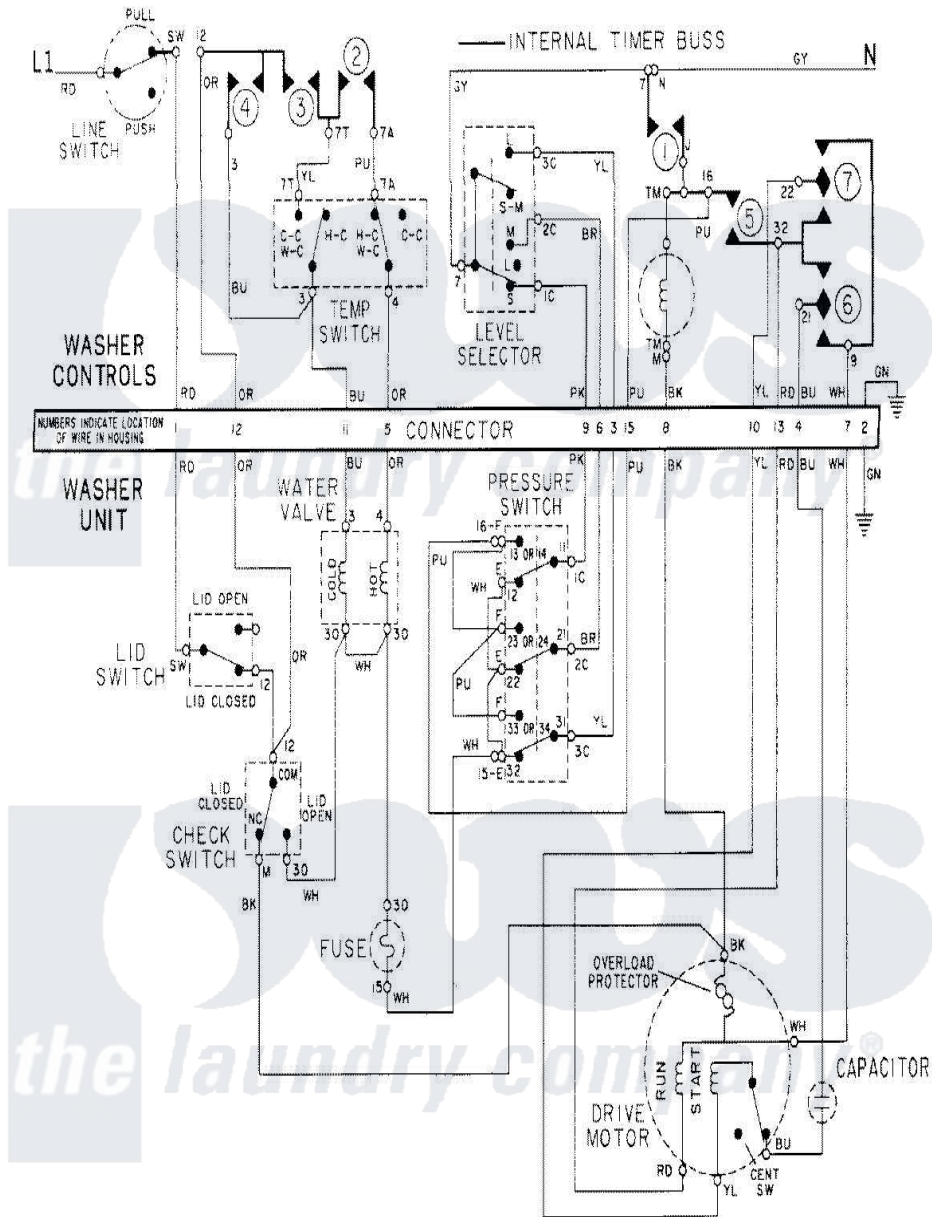 PULL
SW
12
INTERNAL TIMER BUSS
L1
RD
OR
4
3
2
GY
7
N
GY
N
LINE
SWITCH
PUSH
3
7T
7A
YL
PU
7T
7A
C-C
W-C
H-C
H-C
W-C
C-C
BU
3
4
TEMP
SWITCH
L
3C
YL
S-M
M
2C
BR
L
7
S
1C
LEVEL
SELECTOR
1
J
TM
16
PU
5
22
7
32
21
6
9
TM
M
WASHER
CONTROLS
RD
OR
BU
OR
PK
PU
BK
YL
RD
BU
WH
GN
NUMBERS INDICATE LOCATION
OF WIRE IN HOUSING
1
12
11
5
CONNECTOR
9
6
3
15
8
10
13
4
7
2
RD
OR
BU
OR
PK
PU
BK
YL
RD
BU
WH
GN
the laundry company
WASHER
UNIT
WATER
VALVE
3
4
COLD
HOT
30
30
WH
PRESSURE
SWITCH
16-F
13 OR 14
11
1C
PU
E
WH
12
F
23 OR 24
21
BR
2C
E
22
PU
F
33 OR 34
31
YL
3C
WH
15-E
32
LID OPEN
LID
SWITCH
SW
12
LID CLOSED
OR
12
COM
LID
CLOSED
LID
OPEN
NC
CHECK
SWITCH
M
30
BK
WH
30
FUSE
15
WH
BK
OVERLOAD
PROTECTOR
WH
the laundry company®
RUN
START
CAPACITOR
DRIVE
MOTOR
BU
RD
YL
CENT
SW